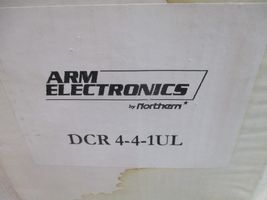 ARM
ELECTRONICS
by Northern*
DCR 4-4-1UL